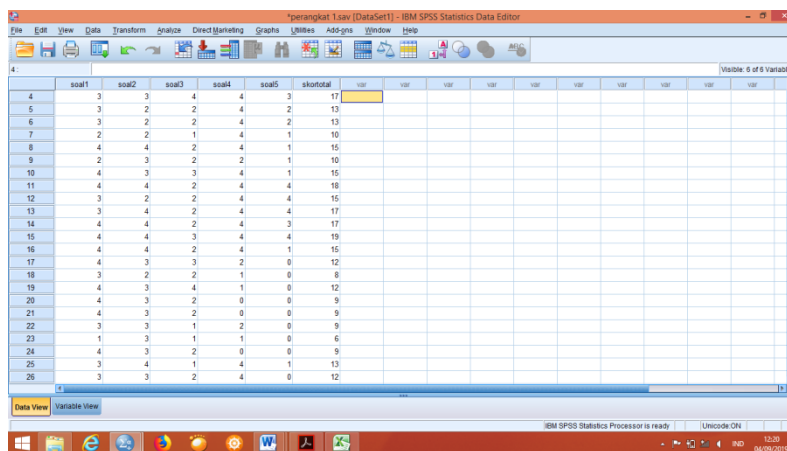 *perangkat 1.sav [DataSet1] - IBM SPSS Statistics Data Editor
File Edit View Data Transform Analyze Direct Marketing Graphs Utilities Add-ons Window Help
4 :
Visible: 6 of 6 Variabl
soal1 soal2 soal3 soal4 soal5 skortotal var var var var var var var var var
4 3 3 4 4 3 17
5 3 2 2 4 2 13
6 3 2 2 4 2 13
7 2 2 1 4 1 10
8 4 4 2 4 1 15
9 2 3 2 2 1 10
10 4 3 3 4 1 15
11 4 4 2 4 4 18
12 3 2 2 4 4 15
13 3 4 2 4 4 17
14 4 4 2 4 3 17
15 4 4 3 4 4 19
16 4 4 2 4 1 15
17 4 3 3 2 0 12
18 3 2 2 1 0 8
19 4 3 4 1 0 12
20 4 3 2 0 0 9
21 4 3 2 0 0 9
22 3 3 1 2 0 9
23 1 3 1 1 0 6
24 4 3 2 0 0 9
25 3 4 1 4 1 13
26 3 3 2 4 0 12
Data View Variable View
IBM SPSS Statistics Processor is ready Unicode:ON
IND 12:20
04/09/2019